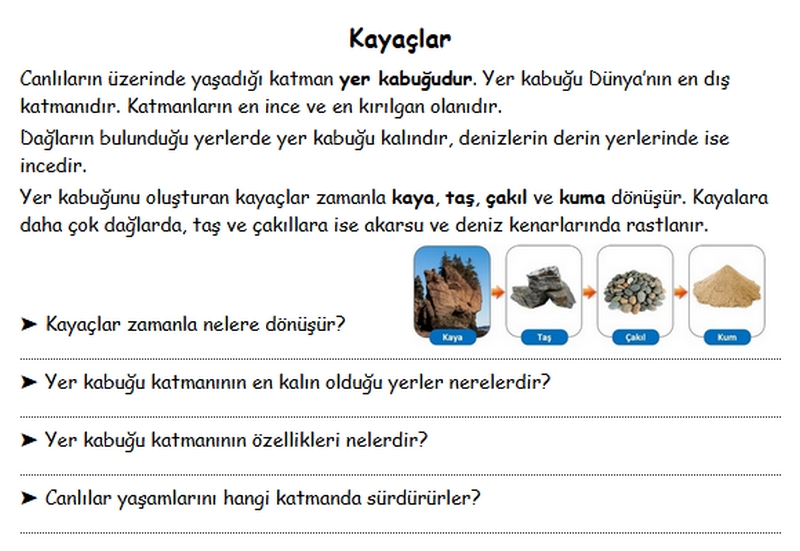 Kayaçlar
Canlıların üzerinde yaşadığı katman yer kabuğudur. Yer kabuğu Dünya'nın en dış
katmanıdır. Katmanların en ince ve en kırılgan olanıdır.
Dağların bulunduğu yerlerde yer kabuğu kalındır, denizlerin derin yerlerinde ise
incedir.
Yer kabuğunu oluşturan kayaçlar zamanla kaya, taş, çakıl ve kuma dönüşür. Kayalara
daha çok dağlarda, taş ve çakıllara ise akarsu ve deniz kenarlarında rastlanır.
Kaya Taş Çakıl Kum
➤ Kayaçlar zamanla nelere dönüşür?
➤ Yer kabuğu katmanının en kalın olduğu yerler nerelerdir?
➤ Yer kabuğu katmanının özellikleri nelerdir?
➤ Canlılar yaşamlarını hangi katmanda sürdürürler?